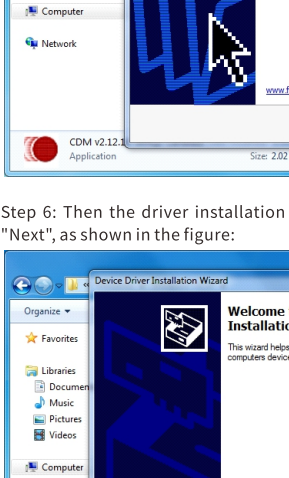 Computer
Network
www.f
CDM v2.12.1
Application
Size: 2.02
Step 6: Then the driver installation
"Next", as shown in the figure:
Device Driver Installation Wizard
Organize
Favorites
Libraries
Documen
Music
Pictures
Videos
Computer
Welcome
Installatio
This wizard helps
computers device